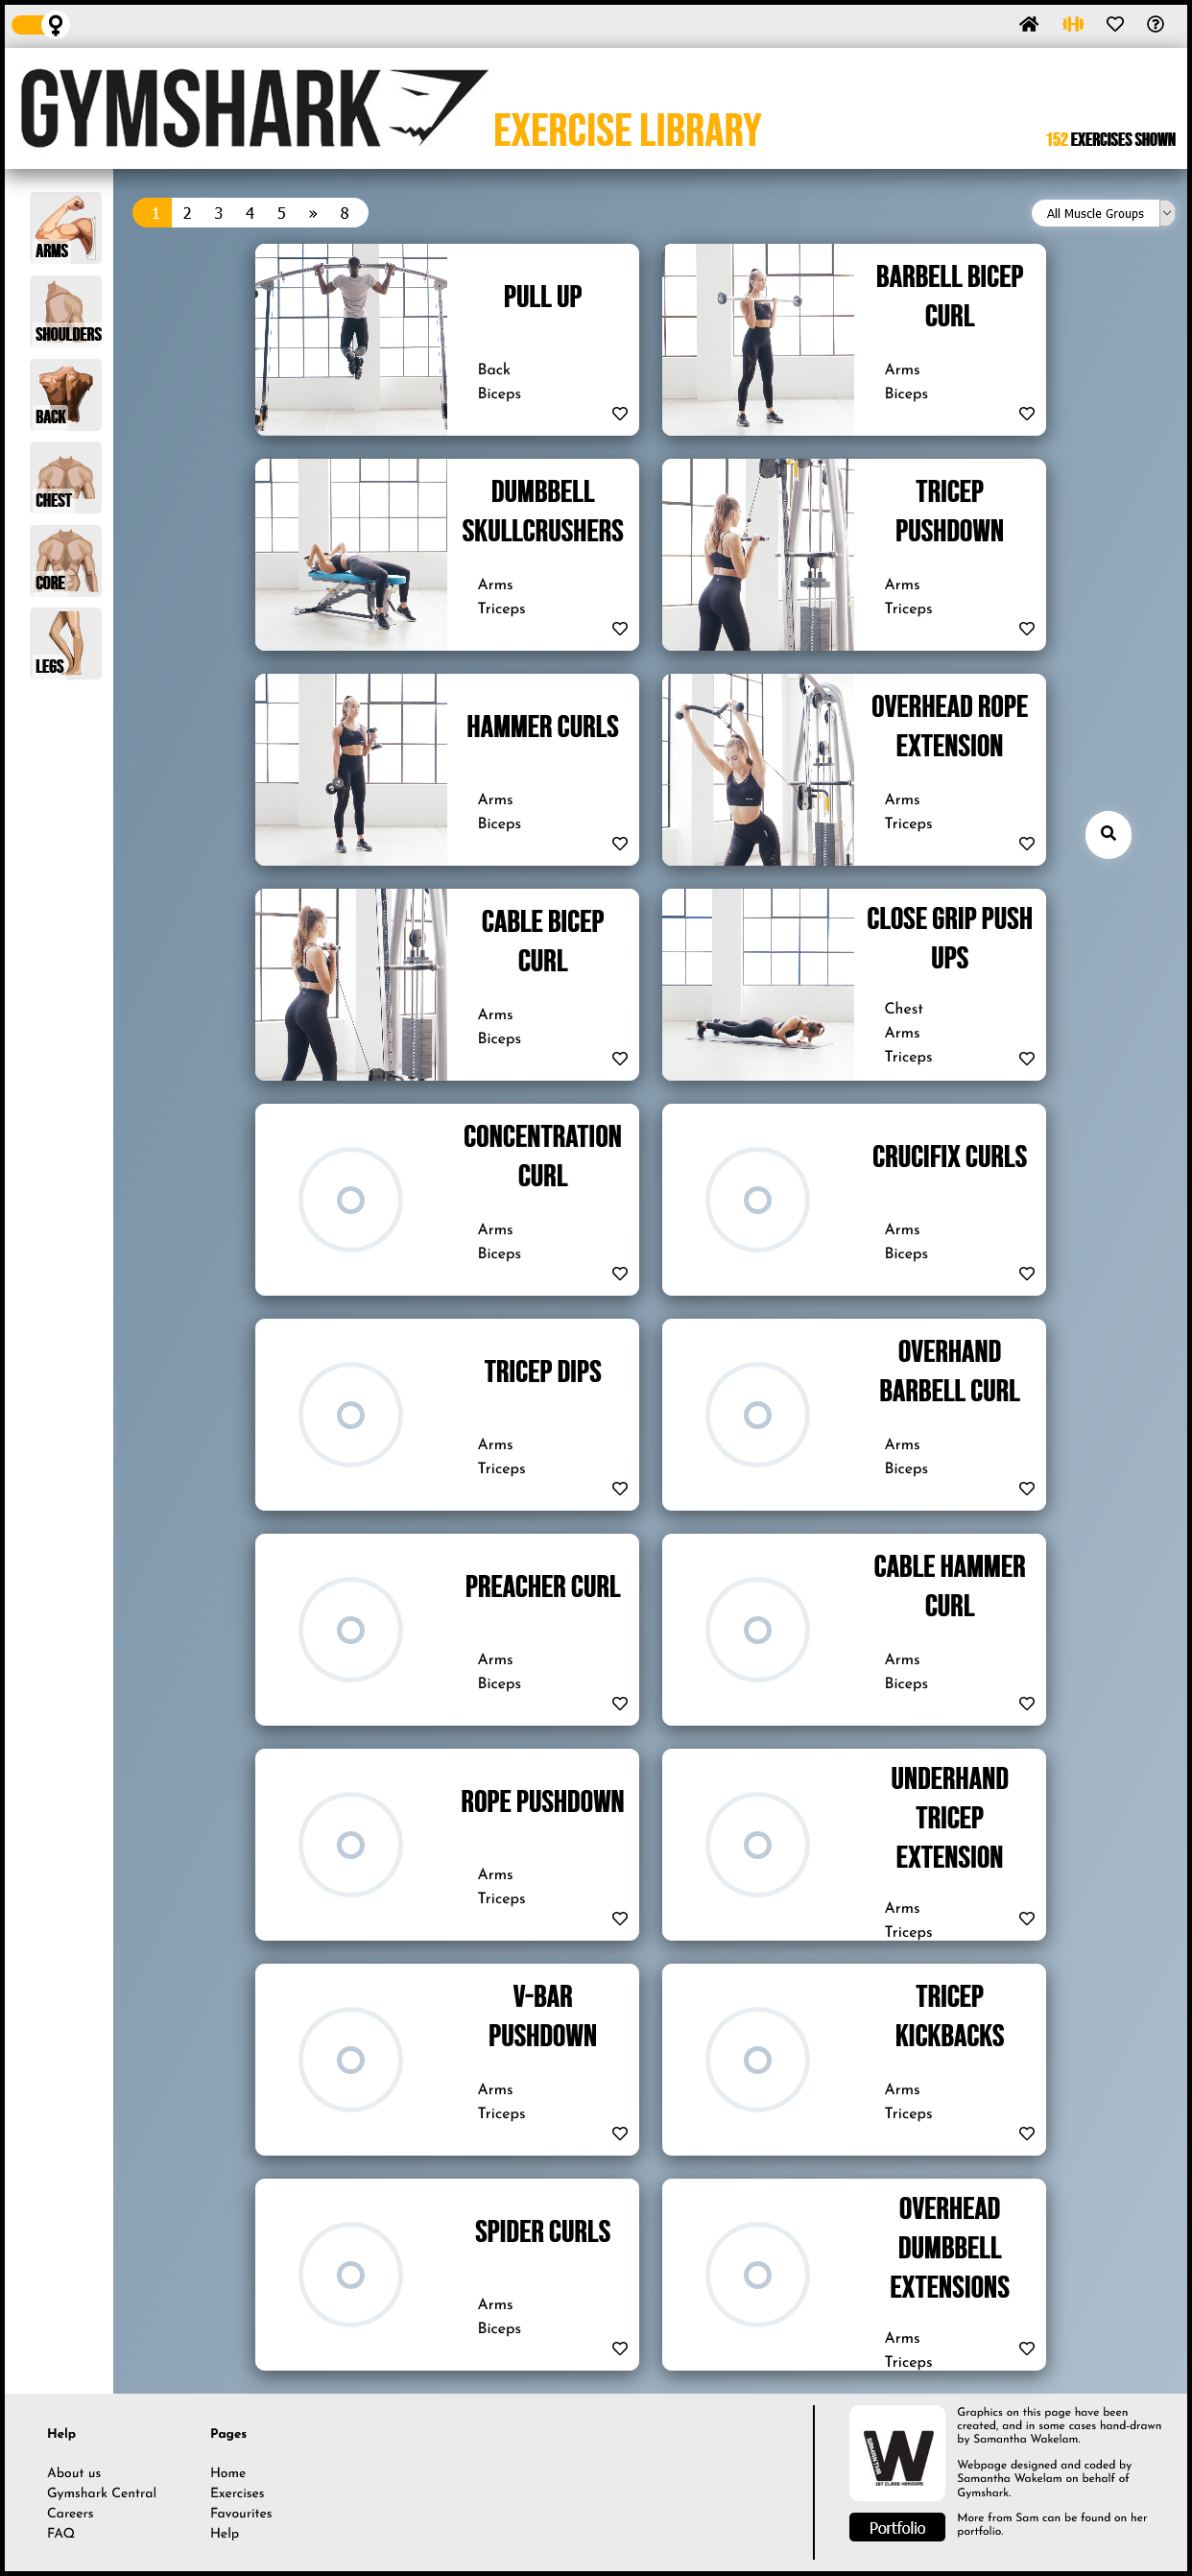 GYMSHARK
EXERCISE LIBRARY
152 EXERCISES SHOWN
ARMS
SHOULDERS
BACK
CHEST
CORE
LEGS
1 2 3 4 5 » 8
All Muscle Groups
PULL UP
Back
Biceps
BARBELL BICEP
CURL
Arms
Biceps
DUMBBELL
SKULLCRUSHERS
Arms
Triceps
TRICEP
PUSHDOWN
Arms
Triceps
HAMMER CURLS
Arms
Biceps
OVERHEAD ROPE
EXTENSION
Arms
Triceps
CABLE BICEP
CURL
Arms
Biceps
CLOSE GRIP PUSH
UPS
Chest
Arms
Triceps
CONCENTRATION
CURL
Arms
Biceps
CRUCIFIX CURLS
Arms
Biceps
TRICEP DIPS
Arms
Triceps
OVERHAND
BARBELL CURL
Arms
Biceps
PREACHER CURL
Arms
Biceps
CABLE HAMMER
CURL
Arms
Biceps
ROPE PUSHDOWN
Arms
Triceps
UNDERHAND
TRICEP
EXTENSION
Arms
Triceps
V-BAR
PUSHDOWN
Arms
Triceps
TRICEP
KICKBACKS
Arms
Triceps
SPIDER CURLS
Arms
Biceps
OVERHEAD
DUMBBELL
EXTENSIONS
Arms
Triceps
Help
About us
Gymshark Central
Careers
FAQ
Pages
Home
Exercises
Favourites
Help
SAMANTHA
W
1ST CLASS HONOURS
Portfolio
Graphics on this page have been
created, and in some cases hand-drawn
by Samantha Wakelam.
Webpage designed and coded by
Samantha Wakelam on behalf of
Gymshark.
More from Sam can be found on her
portfolio.